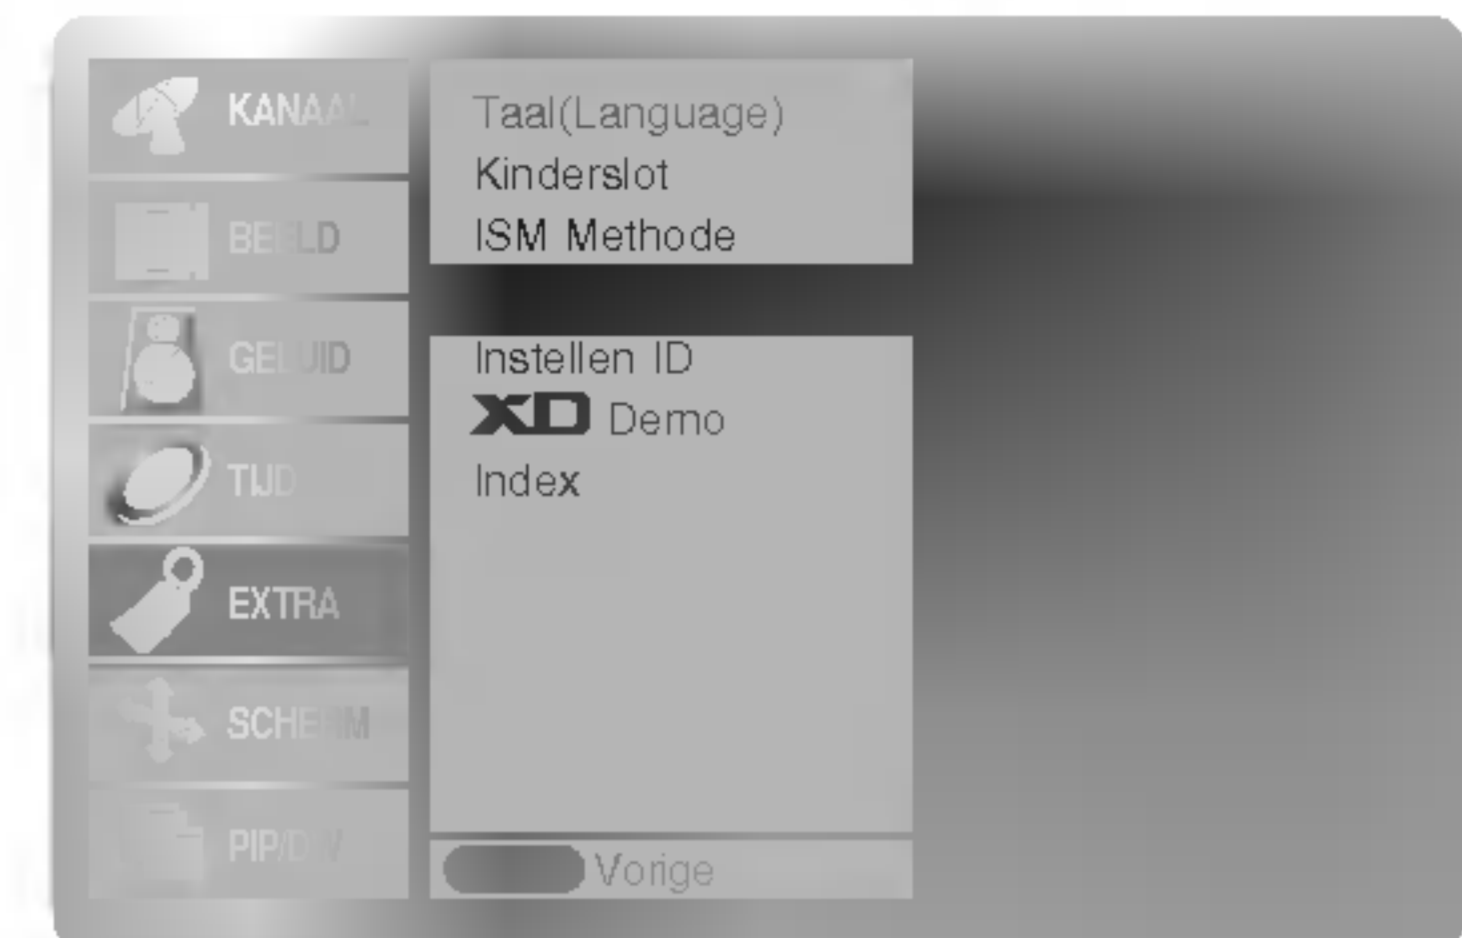 KANAAL
BEELD
GELUID
TIJD
EXTRA
SCHERM
PIP/DW
Taal(Language)
Kinderslot
ISM Methode
Instellen ID
XD Demo
Index
Vorige